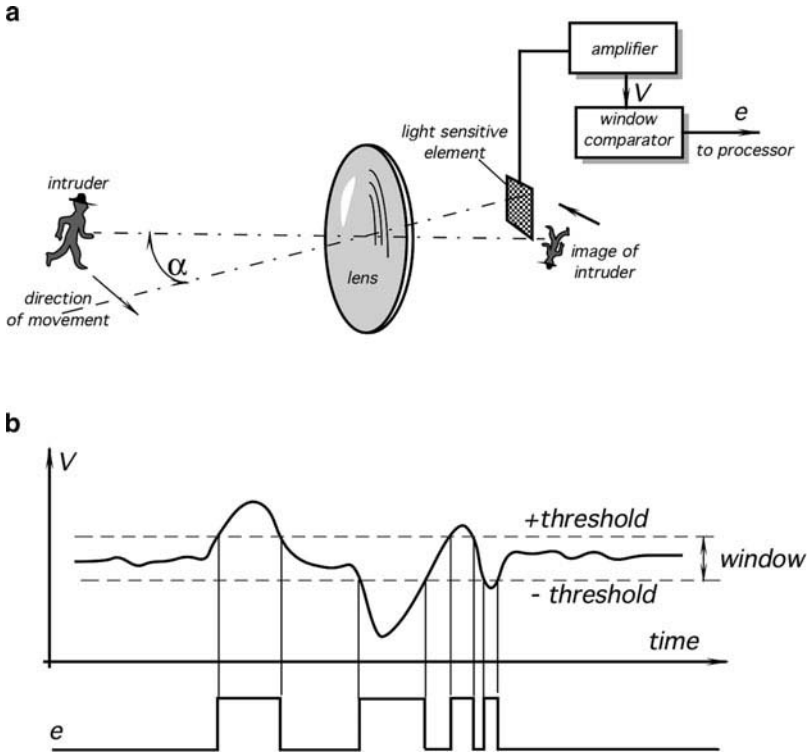 a
amplifier
V
window
comparator
e
to processor
light sensitive
element
intruder
α
lens
image of
intruder
direction
of movement
b
V
+threshold
window
- threshold
time
e